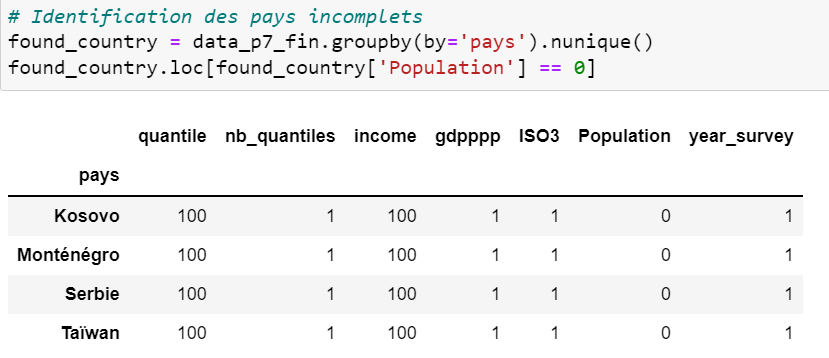 # Identification des pays incomplets
found_country = data_p7_fin.groupby(by='pays').nunique()
found_country.loc[found_country['Population'] == 0]
quantile nb_quantiles income gdpppp ISO3 Population year_survey
pays
Kosovo 100 1 100 1 1 0 1
Monténégro 100 1 100 1 1 0 1
Serbie 100 1 100 1 1 0 1
Taïwan 100 1 100 1 1 0 1